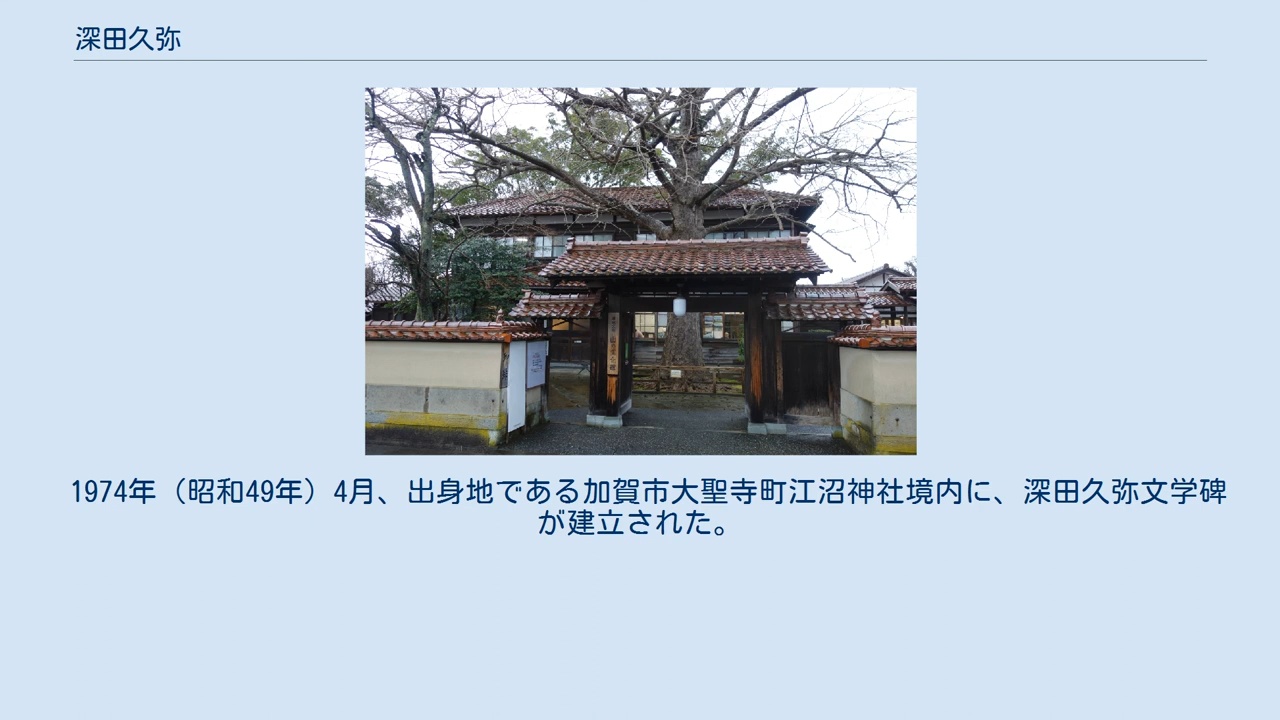 深田久弥
1974年（昭和49年）4月、出身地である加賀市大聖寺町江沼神社境内に、深田久弥文学碑
が建立された。